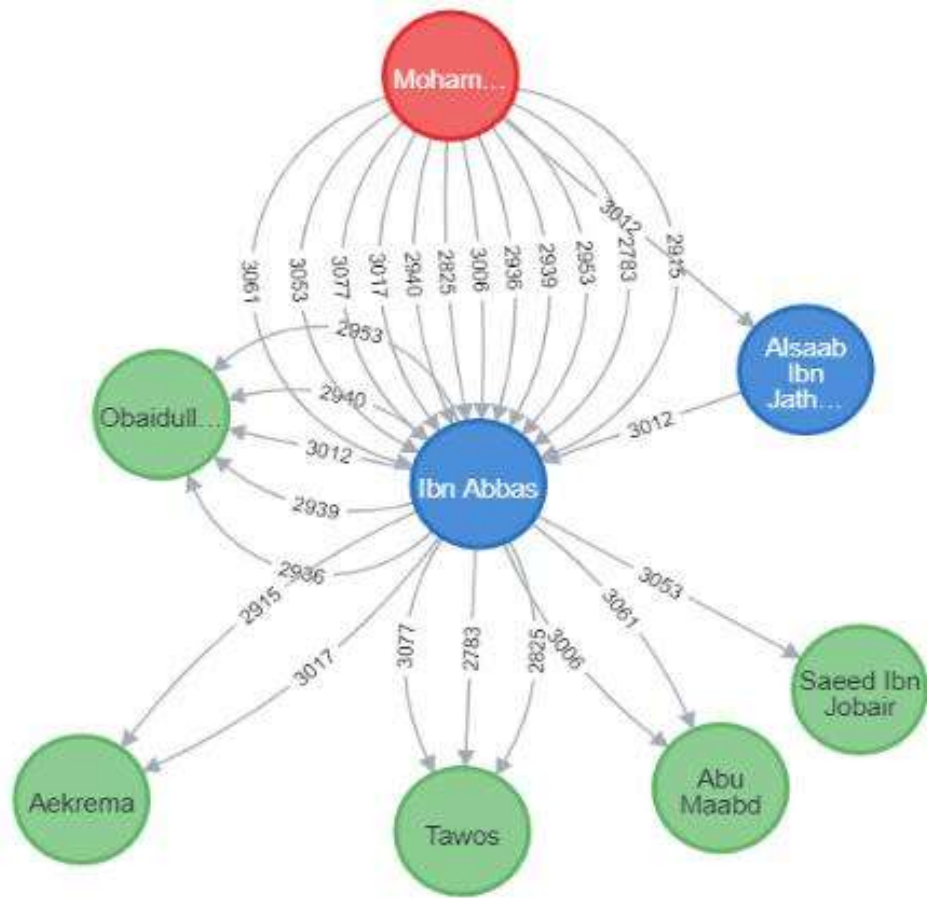 Moham...
3012
3061
3053
3077
3017
2940
2825
3006
2936
2939
2953
2783
2915
2953
Alsaab
Ibn
Jath...
2940
Obaidull...
3012
3012
Ibn Abbas
2939
2936
2915
3053
3061
3077
2783
2825
3006
3017
Saeed Ibn
Jobair
Abu
Maabd
Aekrema
Tawos